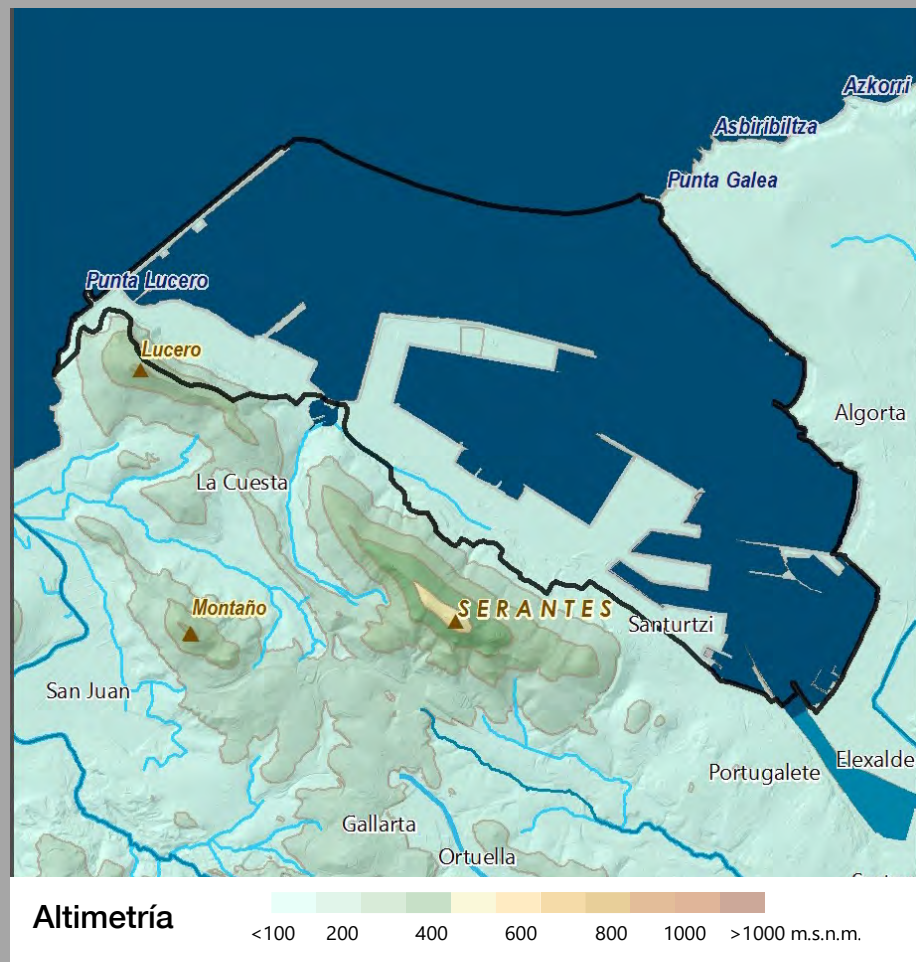 Azkorri
Asbiribiltza
Punta Galea
Punta Lucero
Lucero
Algorta
La Cuesta
Montaño
SERANTES
Santurtzi
San Juan
Elexalde
Portugalete
Gallarta
Ortuella
Altimetría
<100 200 400 600 800 1000 >1000 m.s.n.m.